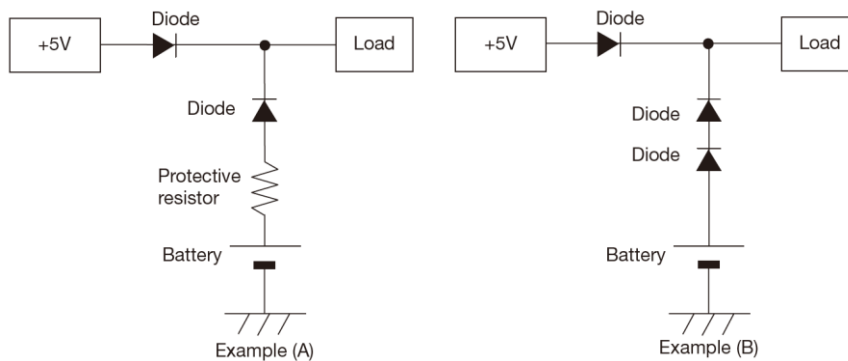 Diode
+5V
Load
Diode
Protective
resistor
Battery
Example (A)
Diode
+5V
Load
Diode
Diode
Battery
Example (B)